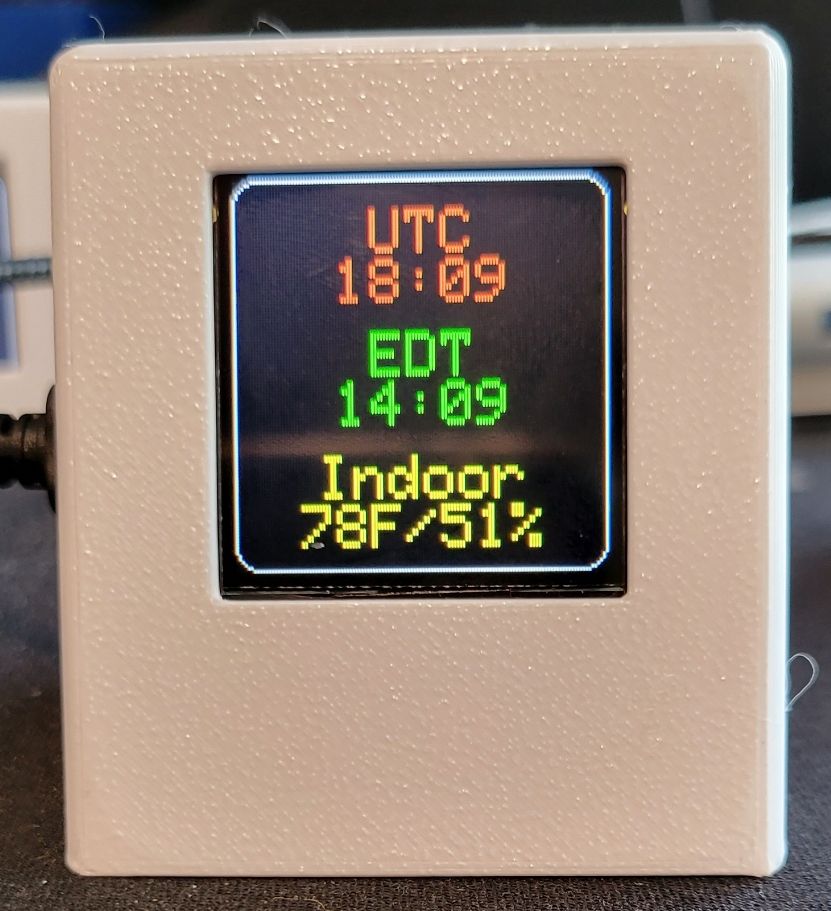 UTC
18:09
EDT
14:09
Indoor
78F/51%